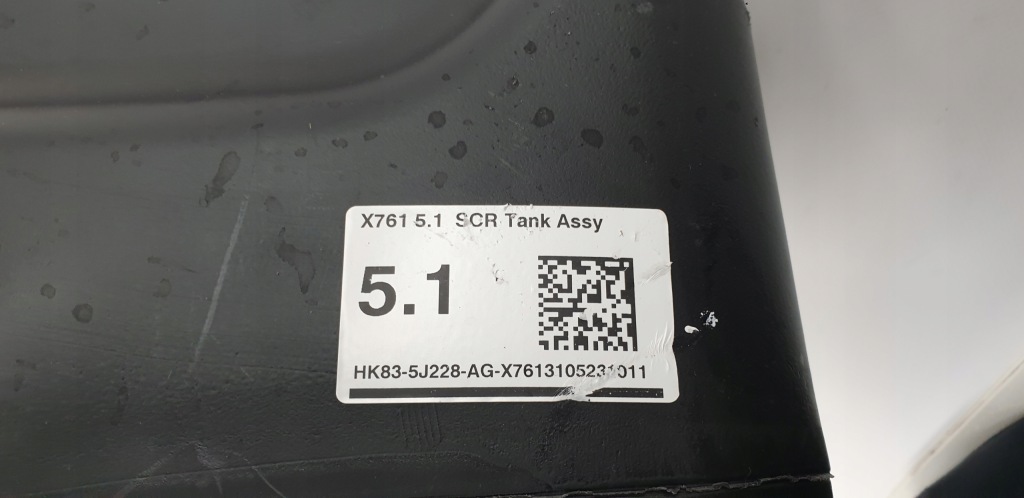 X761 5.1 SCR Tank Assy
5.1
HK83-5J228-AG-X7613105231011